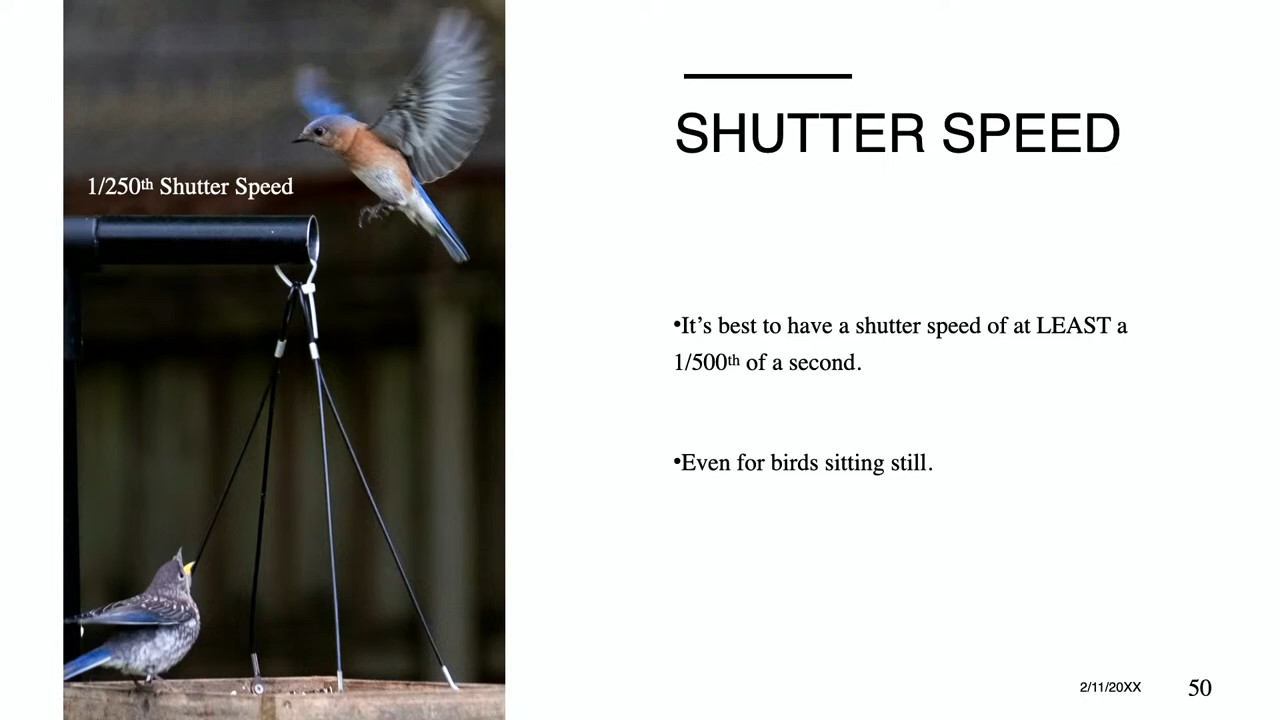 1/250th Shutter Speed
SHUTTER SPEED
•It’s best to have a shutter speed of at LEAST a
1/500th of a second.
•Even for birds sitting still.
2/11/20XX
50